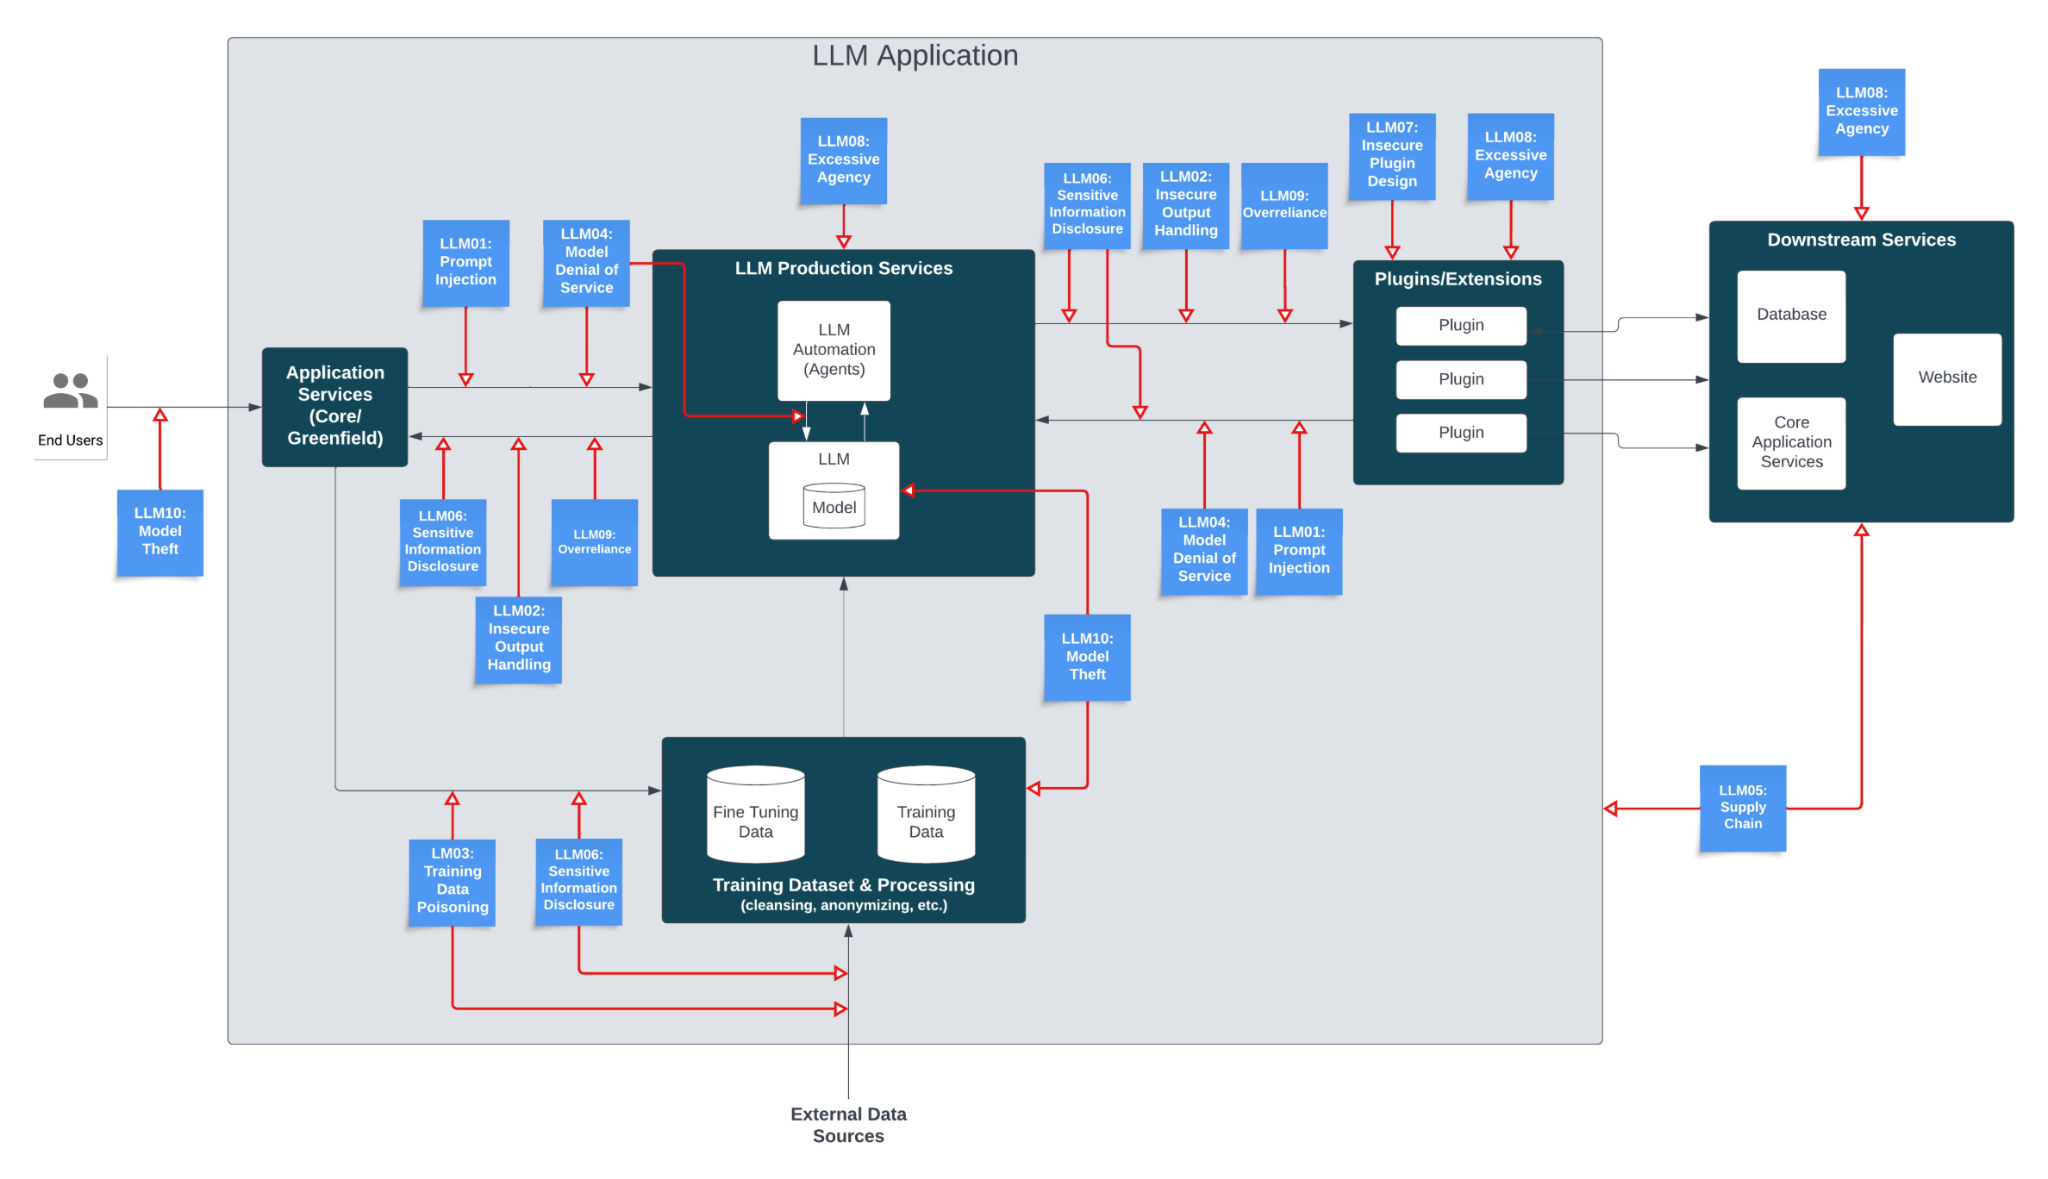 LLM Application
LLM08:
Excessive
Agency
LLM08:
Excessive
Agency
LLM07:
Insecure
Plugin
Design
LLM08:
Excessive
Agency
LLM06:
Sensitive
Information
Disclosure
LLM02:
Insecure
Output
Handling
LLM09:
Overreliance
LLM01:
Prompt
Injection
LLM04:
Model
Denial of
Service
LLM Production Services
LLM
Automation
(Agents)
LLM
Model
Plugins/Extensions
Plugin
Plugin
Plugin
Downstream Services
Database
Website
Core
Application
Services
Application
Services
(Core/
Greenfield)
End Users
LLM10:
Model
Theft
LLM06:
Sensitive
Information
Disclosure
LLM09:
Overreliance
LLM02:
Insecure
Output
Handling
LLM04:
Model
Denial of
Service
LLM01:
Prompt
Injection
LLM10:
Model
Theft
LLM05:
Supply
Chain
Fine Tuning
Data
Training
Data
Training Dataset & Processing
(cleansing, anonymizing, etc.)
LM03:
Training
Data
Poisoning
LLM06:
Sensitive
Information
Disclosure
External Data
Sources